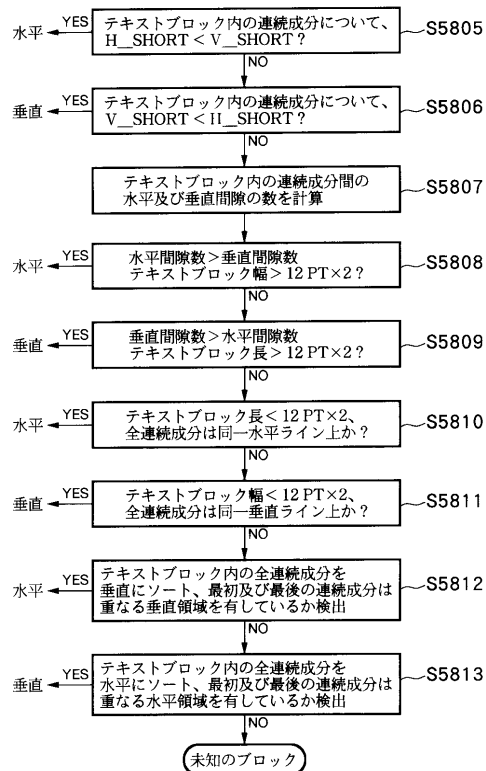 水平 YES テキストブロック内の連続成分について、 S5805
H__SHORT < V__SHORT ?
NO
垂直 YES テキストブロック内の連続成分について、 S5806
V__SHORT < H__SHORT ?
NO
テキストブロック内の連続成分間の S5807
水平及び垂直間隙の数を計算
水平 YES 水平間隙数>垂直間隙数 S5808
テキストブロック幅>12 PT×2 ?
NO
垂直 YES 垂直間隙数>水平間隙数 S5809
テキストブロック長>12 PT×2 ?
NO
水平 YES テキストブロック長<12 PT×2、 S5810
全連続成分は同一水平ライン上か ?
NO
垂直 YES テキストブロック幅<12 PT×2、 S5811
全連続成分は同一垂直ライン上か ?
NO
水平 YES テキストブロック内の全連続成分を S5812
垂直にソート、最初及び最後の連続成分は
重なる垂直領域を有しているか検出
NO
垂直 YES テキストブロック内の全連続成分を S5813
水平にソート、最初及び最後の連続成分は
重なる水平領域を有しているか検出
NO
未知のブロック